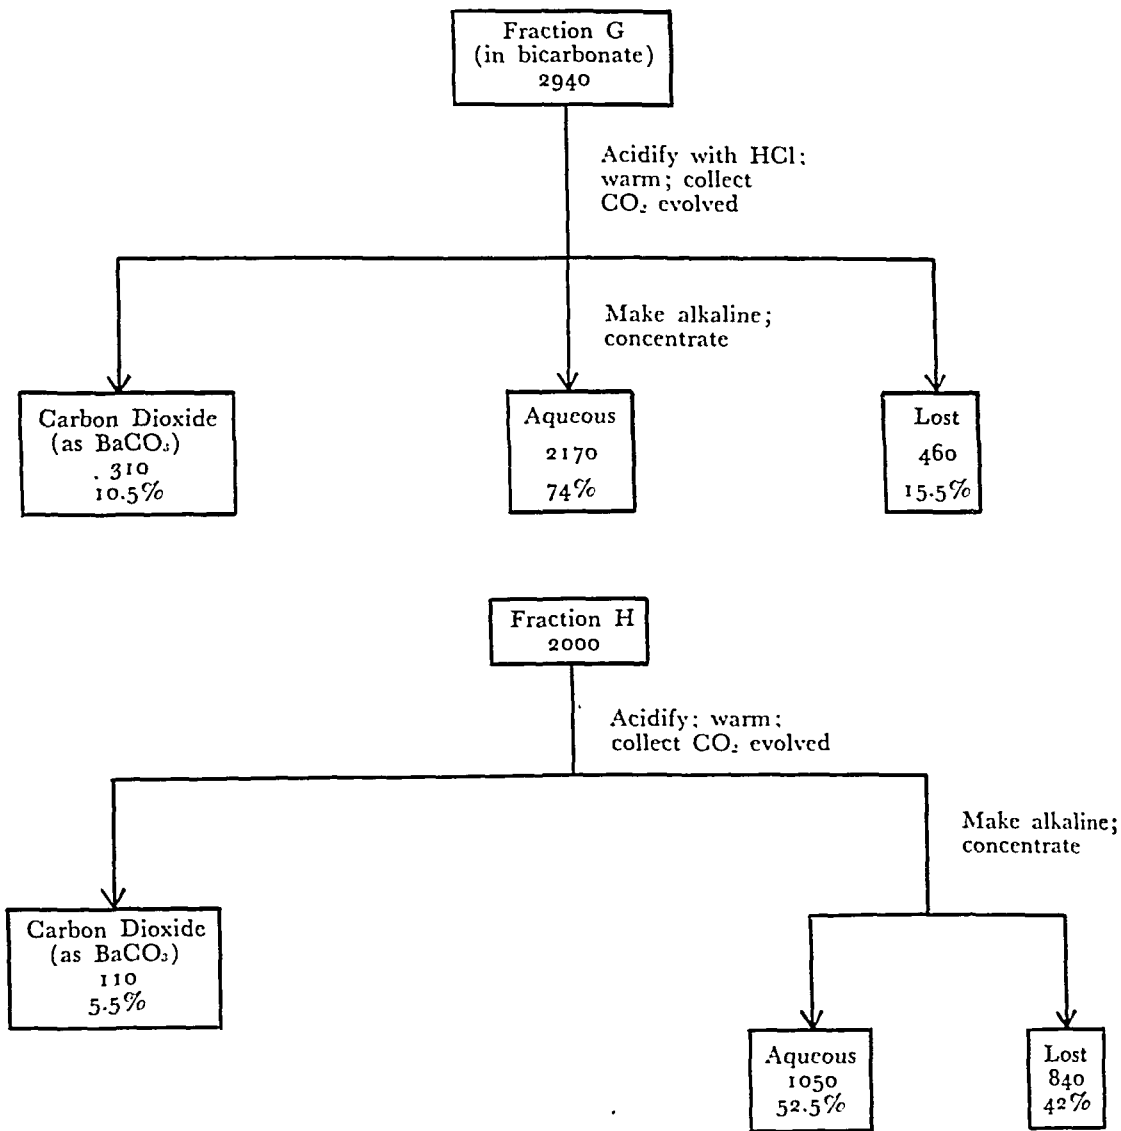 Fraction G
(in bicarbonate)
2940
Acidify with HCl;
warm; collect
CO₂ evolved
Make alkaline;
concentrate
Carbon Dioxide
(as BaCO₃)
310
10.5%
Aqueous
2170
74%
Lost
460
15.5%
Fraction H
2000
Acidify; warm;
collect CO₂ evolved
Make alkaline;
concentrate
Carbon Dioxide
(as BaCO₃)
110
5.5%
Aqueous
1050
52.5%
Lost
840
42%